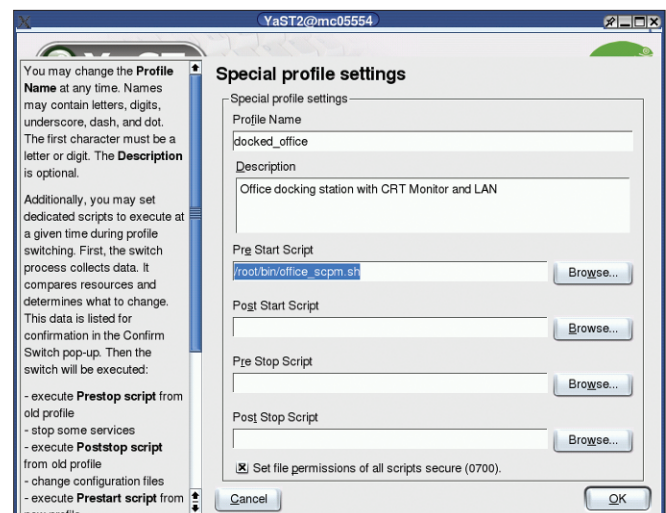 YaST2@mc05554
You may change the Profile
Name at any time. Names
may contain letters, digits,
underscore, dash, and dot.
The first character must be a
letter or digit. The Description
is optional.
Additionally, you may set
dedicated scripts to execute at
a given time during profile
switching. First, the switch
process collects data. It
compares resources and
determines what to change.
This data is listed for
confirmation in the Confirm
Switch pop-up. Then the
switch will be executed:
- execute Prestop script from
old profile
- stop some services
- execute Poststop script
from old profile
- change configuration files
- execute Prestart script from
new profile
Special profile settings
Special profile settings
Profile Name
docked_office
Description
Office docking station with CRT Monitor and LAN
Pre Start Script
/root/bin/office_scpm.sh
Browse...
Post Start Script
Browse...
Pre Stop Script
Browse...
Post Stop Script
Browse...
Set file permissions of all scripts secure (0700).
Cancel
OK